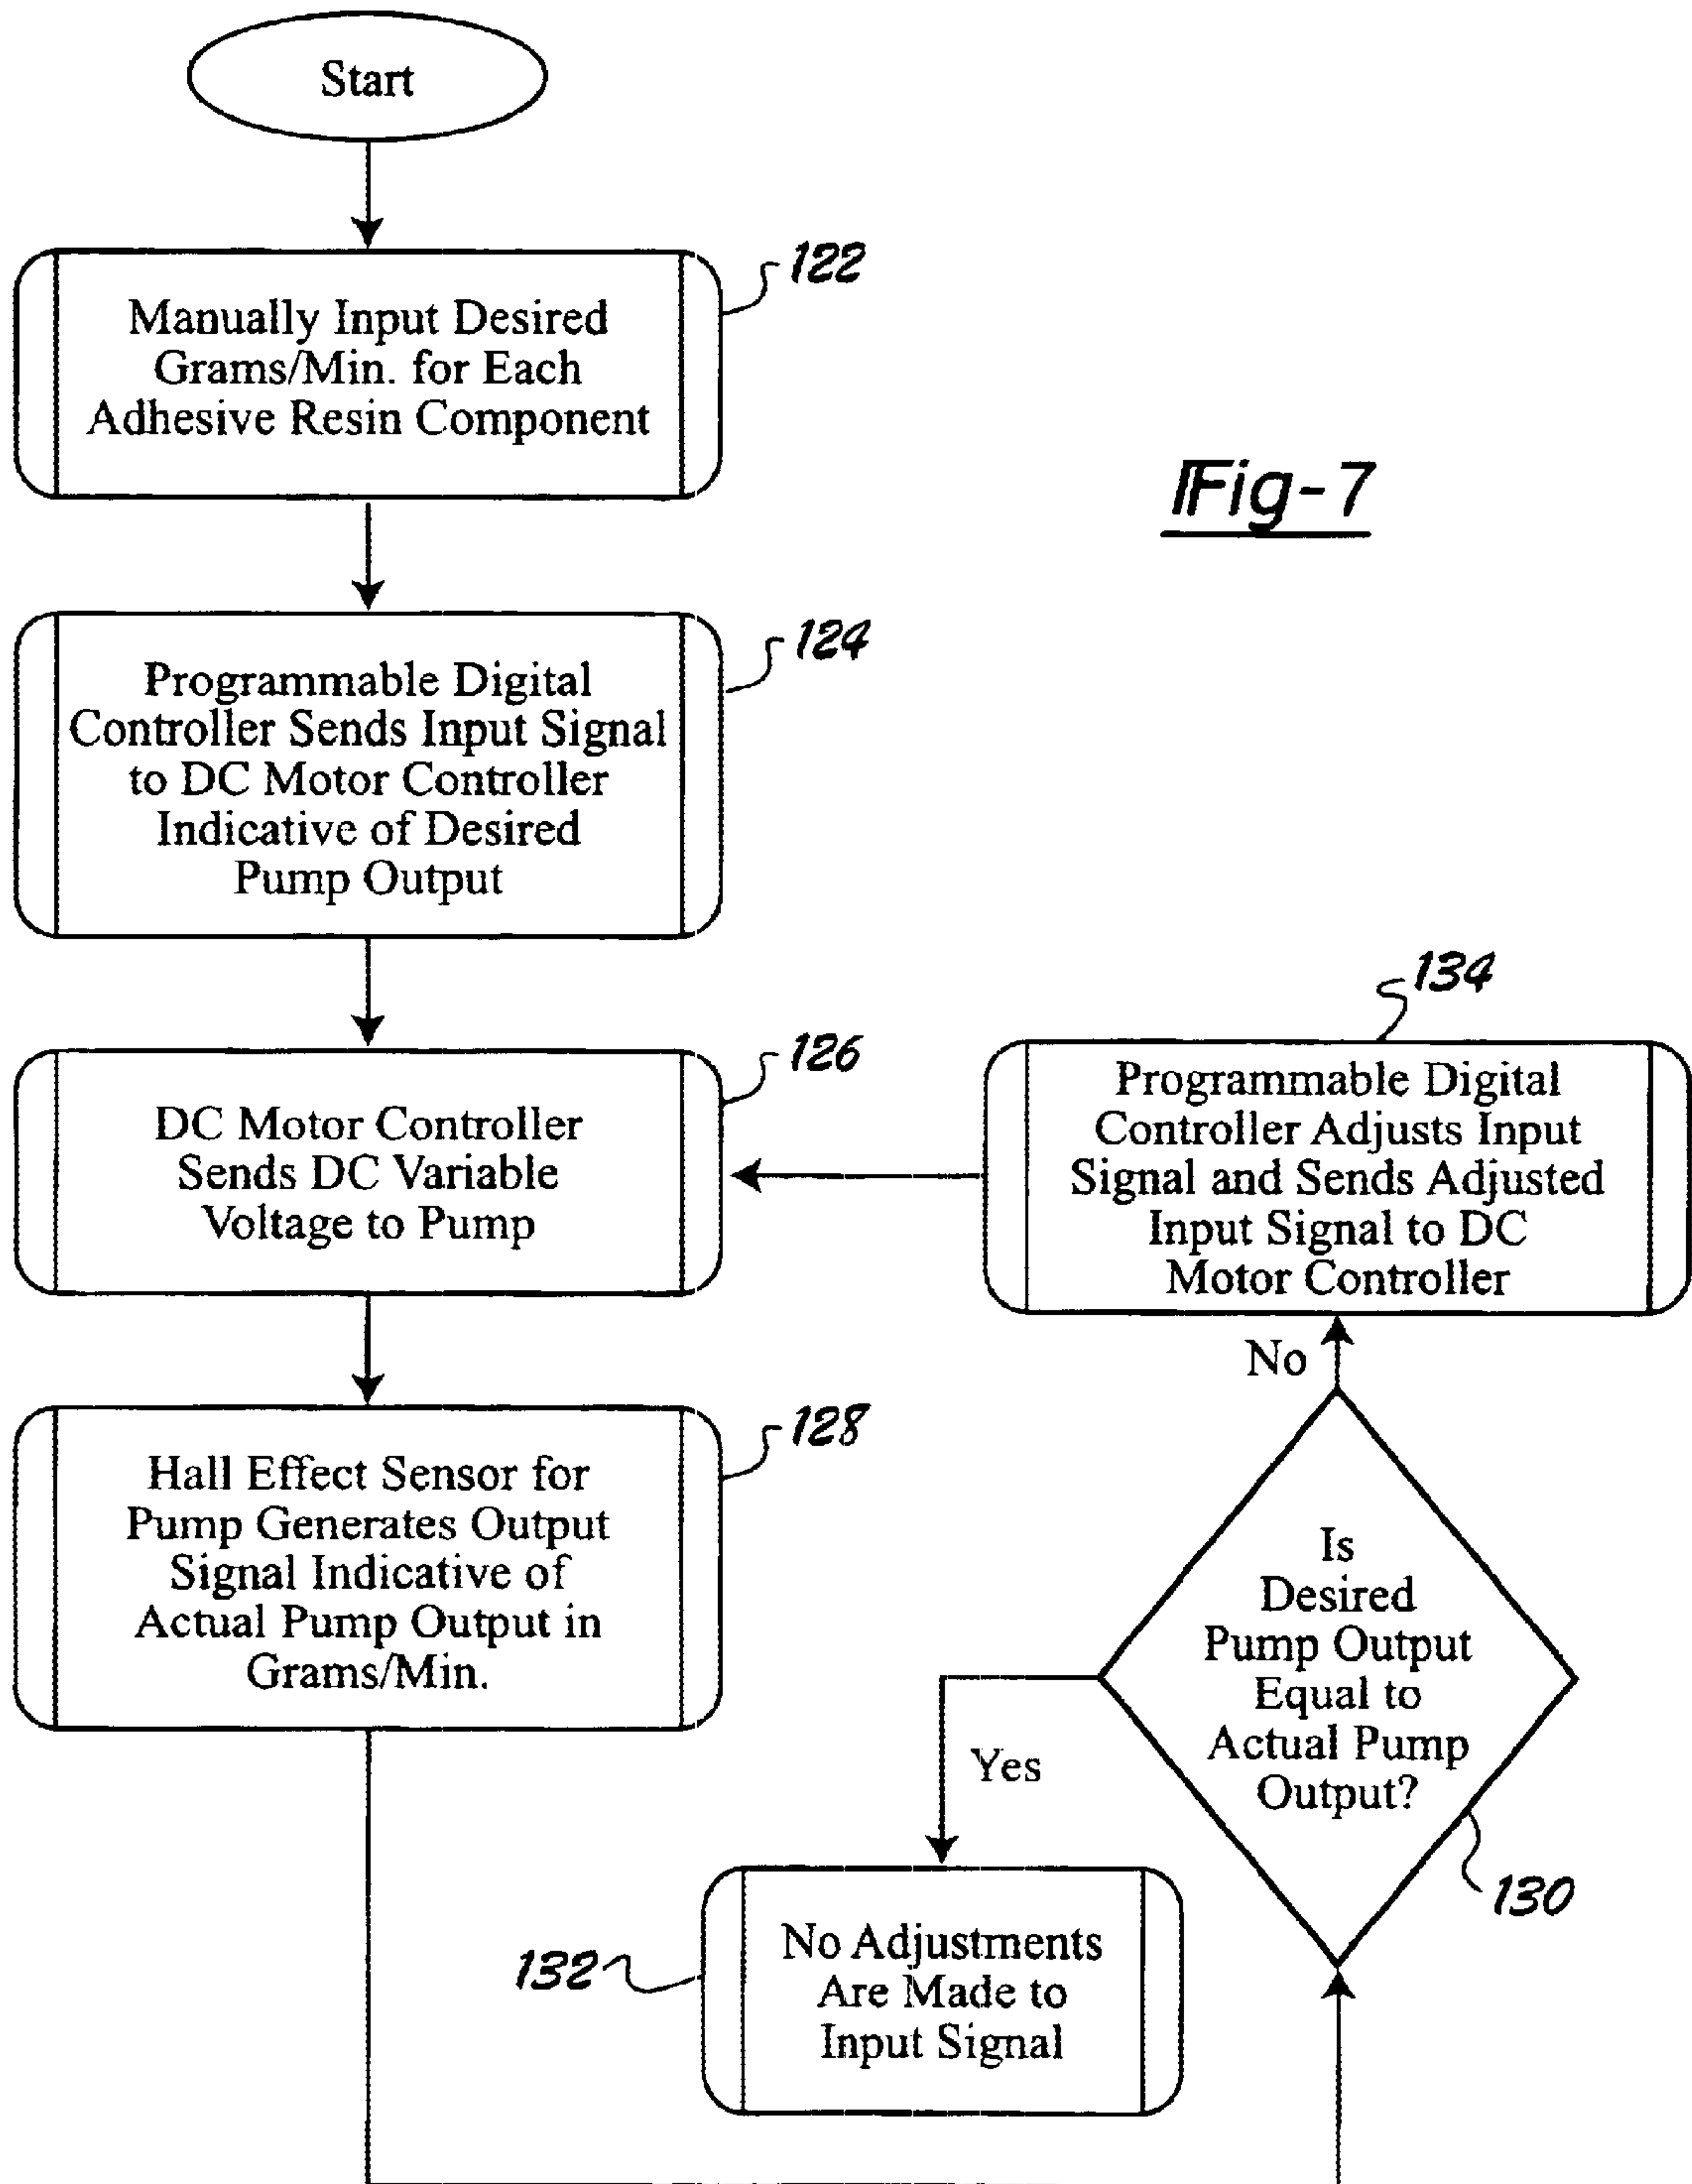 Start
122
Manually Input Desired
Grams/Min. for Each
Adhesive Resin Component
Fig-7
124
Programmable Digital
Controller Sends Input Signal
to DC Motor Controller
Indicative of Desired
Pump Output
126
DC Motor Controller
Sends DC Variable
Voltage to Pump
134
Programmable Digital
Controller Adjusts Input
Signal and Sends Adjusted
Input Signal to DC
Motor Controller
128
Hall Effect Sensor for
Pump Generates Output
Signal Indicative of
Actual Pump Output in
Grams/Min.
No
Is
Desired
Pump Output
Equal to
Actual Pump
Output?
130
Yes
132
No Adjustments
Are Made to
Input Signal